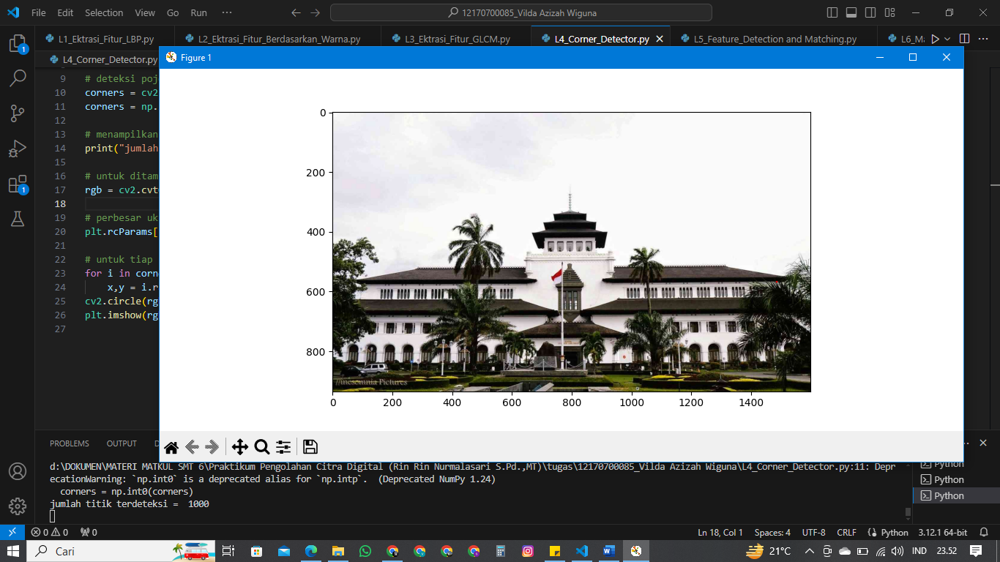 File Edit Selection View Go Run ··· 12170700085_Vilda Azizah Wiguna
L1_Ektrasi_Fitur_LBP.py L2_Ektrasi_Fitur_Berdasarkan_Warna.py L3_Ektrasi_Fitur_GLCM.py L4_Corner_Detector.py L5_Feature_Detection and Matching.py
L4_Corner_Detector.py
Figure 1
9 # deteksi poj
10 corners = cv2
11 corners = np.
12
13 # menampilkan
14 print("jumlah
15
16 # untuk ditam
17 rgb = cv2.cvt
18
19 # perbesar uk
20 plt.rcParams[
21
22 # untuk tiap
23 for i in corn
24 x,y = i.r
25 cv2.circle(rg
26 plt.imshow(rg
27
0
200
400
600
800
0 200 400 600 800 1000 1200 1400
//inesomnia Pictures
PROBLEMS OUTPUT
d:\DOKUMEN\MATERI MATKUL SMT 6\Praktikum Pengolahan Citra Digital (Rin Rin Nurmalasari S.Pd.,MT)\tugas\12170700085_Vilda Azizah Wiguna\L4_Corner_Detector.py:11: Depr
ecationWarning: `np.int0` is a deprecated alias for `np.intp`. (Deprecated NumPy 1.24)
corners = np.int0(corners)
jumlah titik terdeteksi = 1000
Python
Python
Python
0 0 0 Ln 18, Col 1 Spaces: 4 UTF-8 CRLF Python 3.12.1 64-bit
Cari 21°C IND 23.52